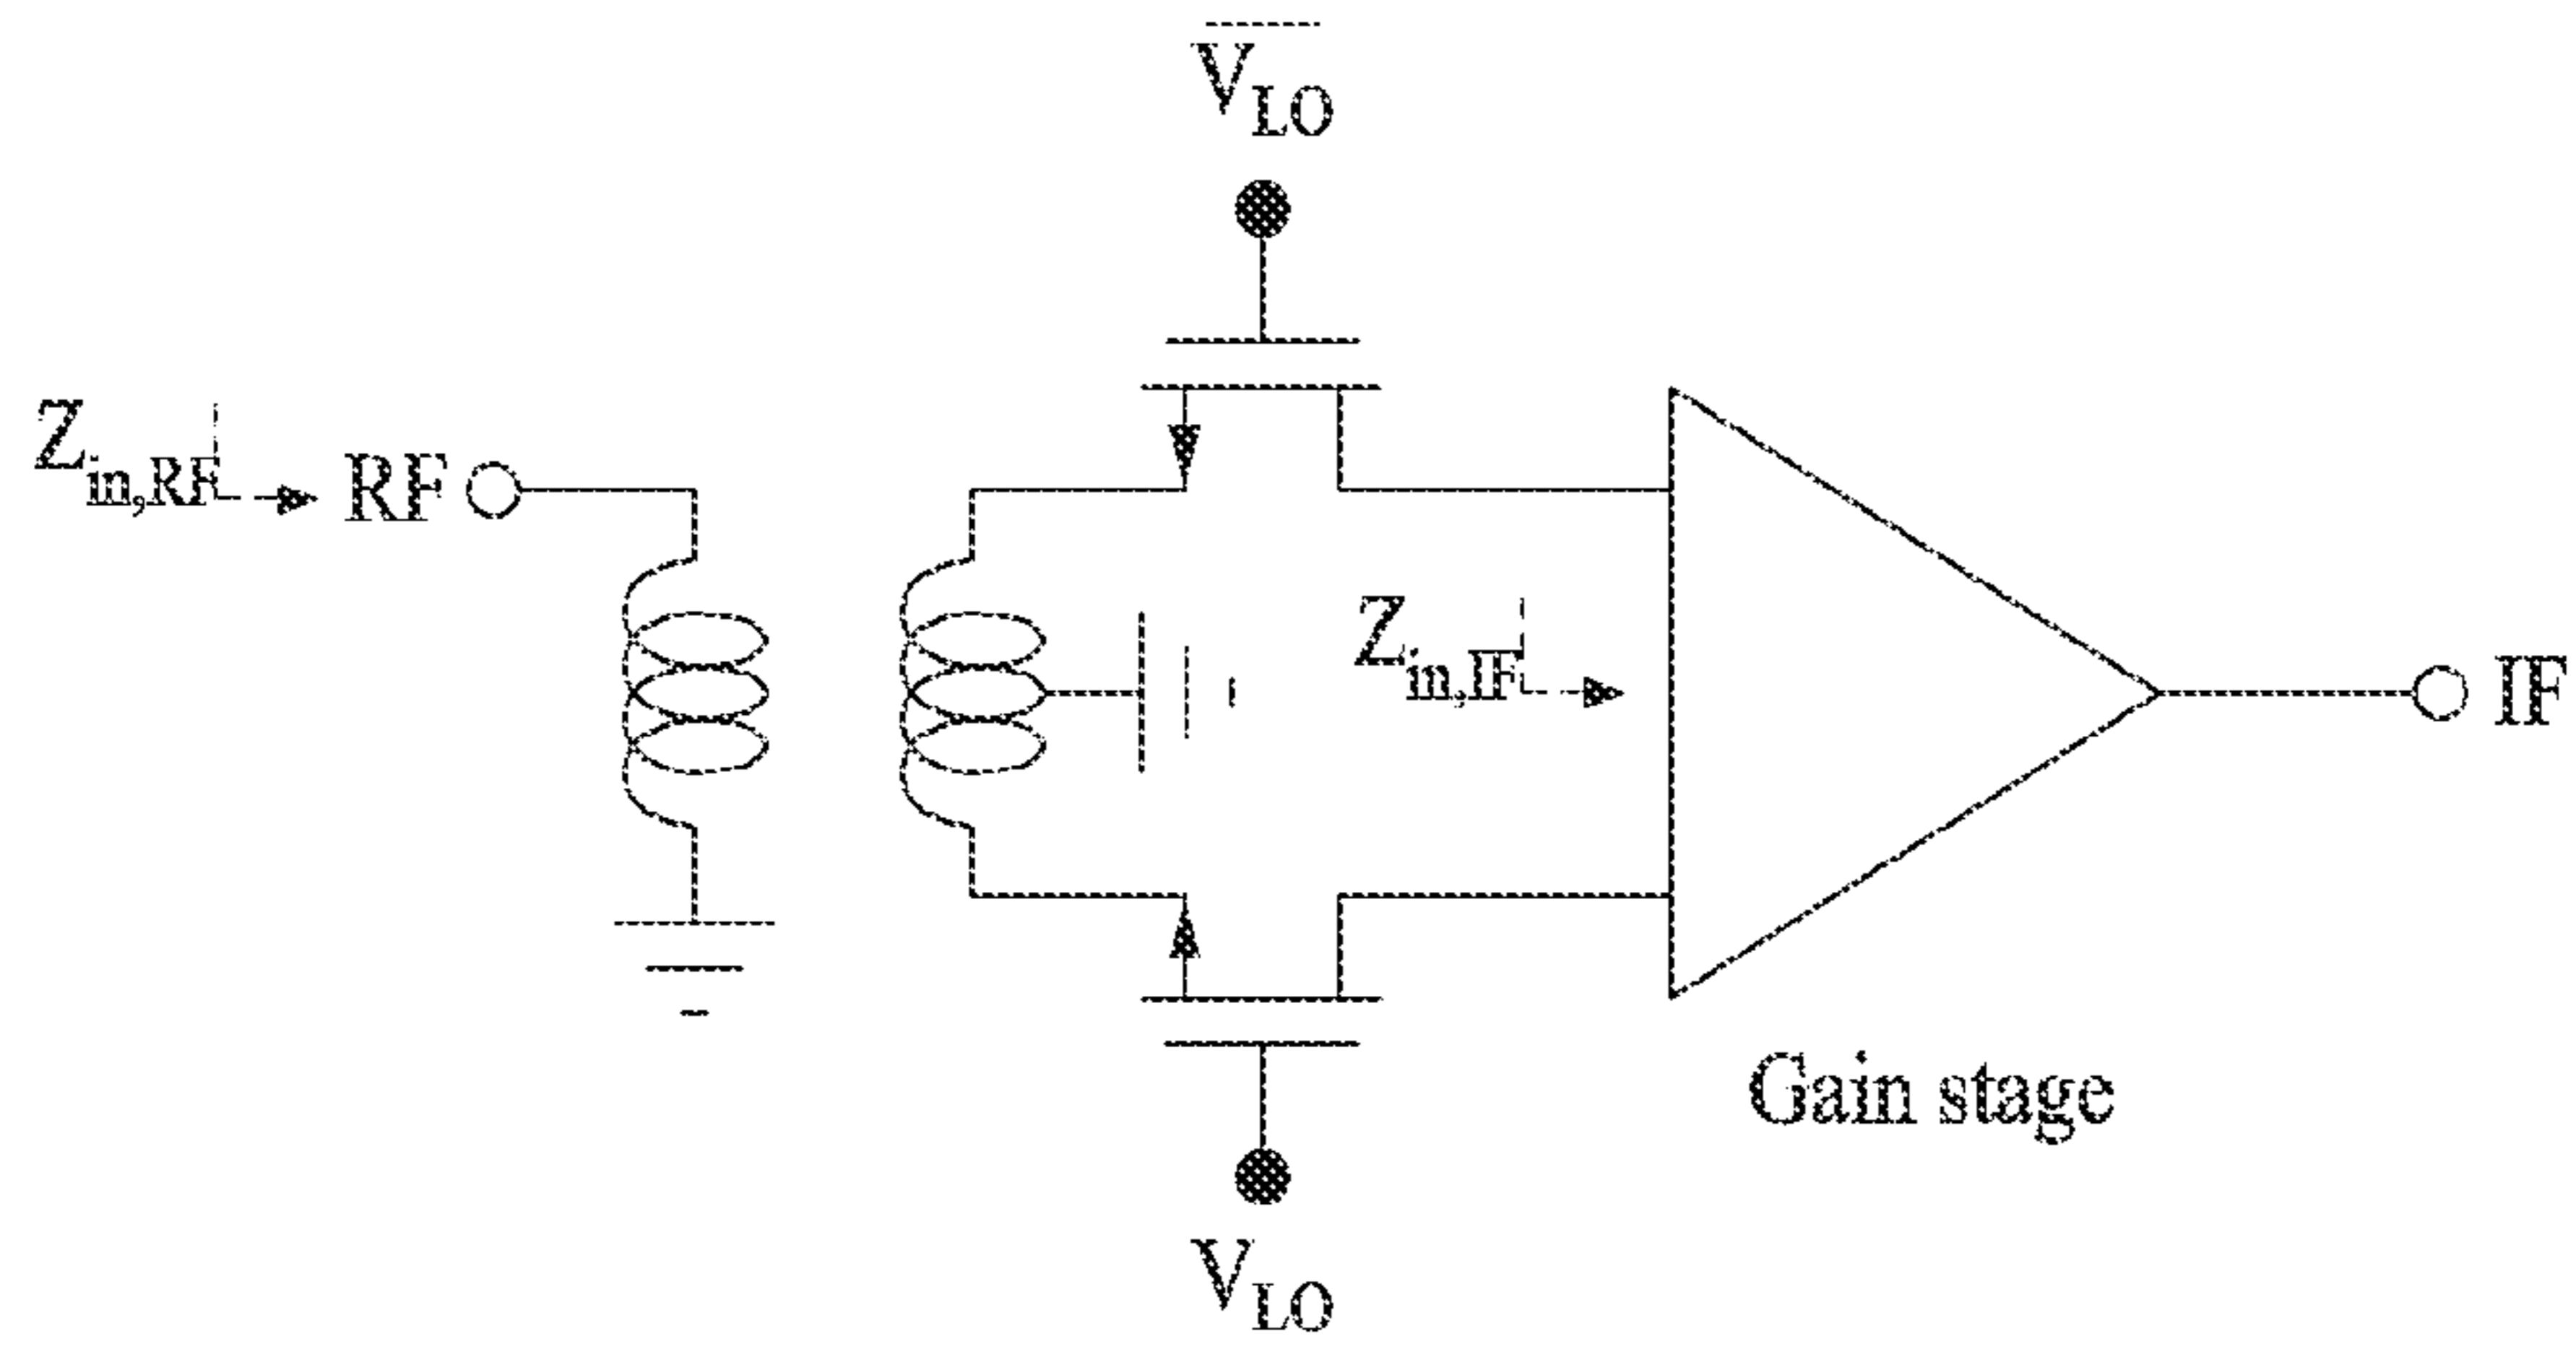 V̅LO
Zin,RF
RF
Zin,IF
IF
Gain stage
VLO